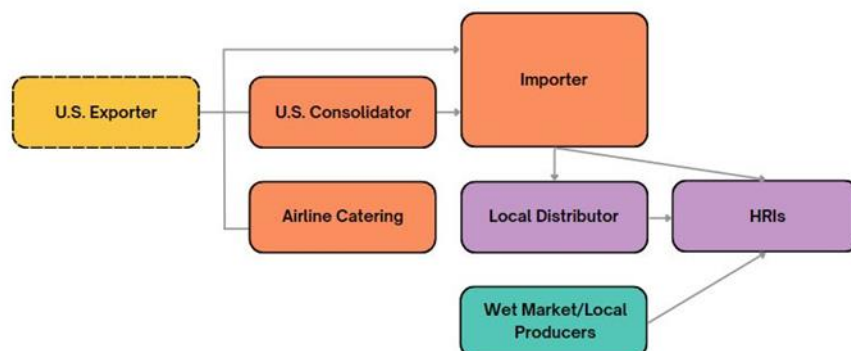 Importer
U.S. Exporter
U.S. Consolidator
Airline Catering
Local Distributor
HRIs
Wet Market/Local
Producers